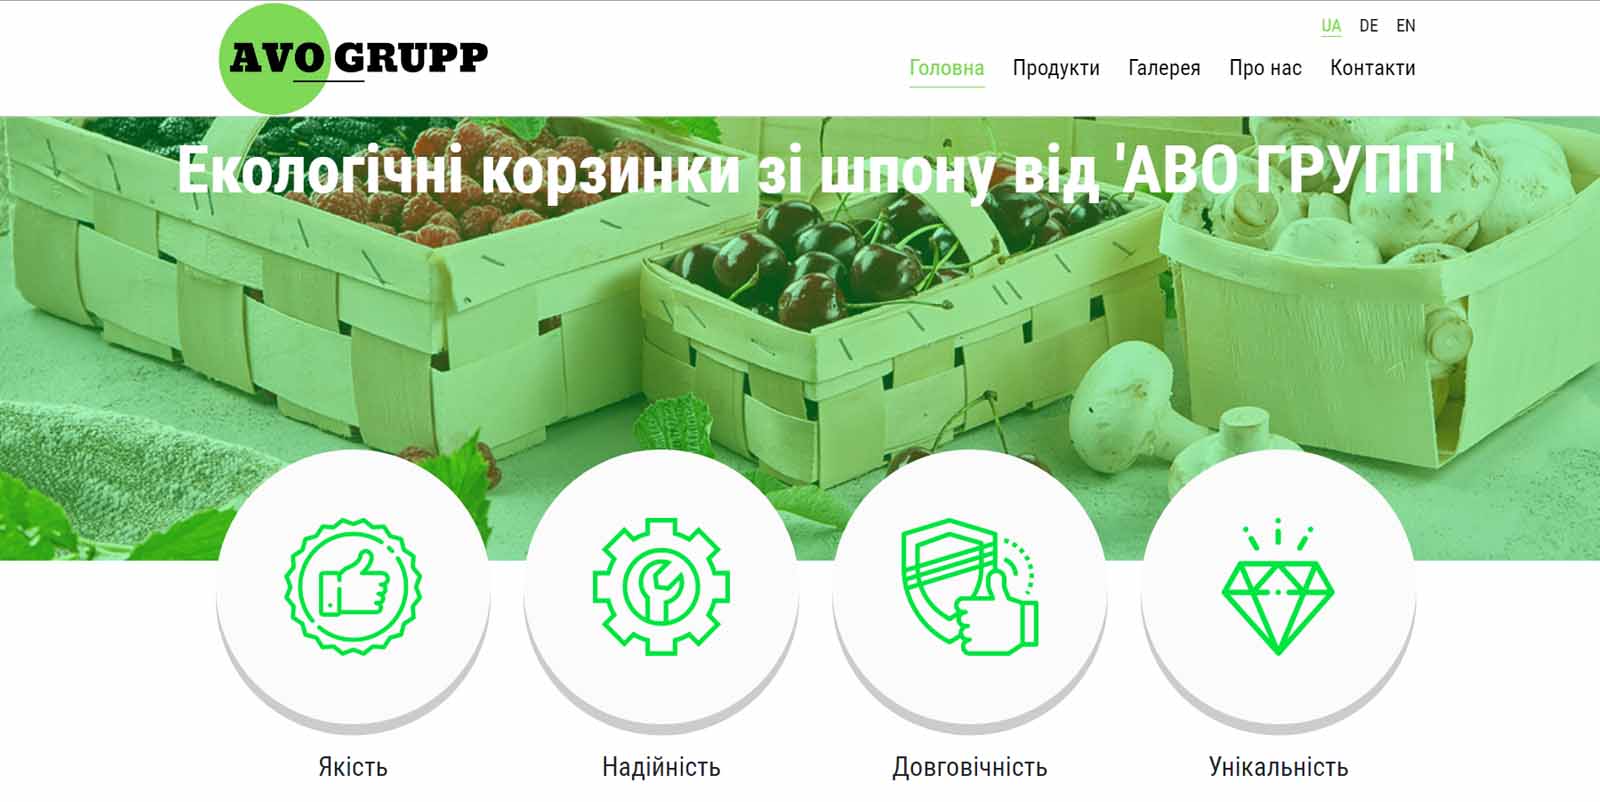 AVO GRUPP
UA DE EN
Головна Продукти Галерея Про нас Контакти
Екологічні корзинки зі шпону від 'АВО ГРУПП'
Якість
Надійність
Довговічність
Унікальність